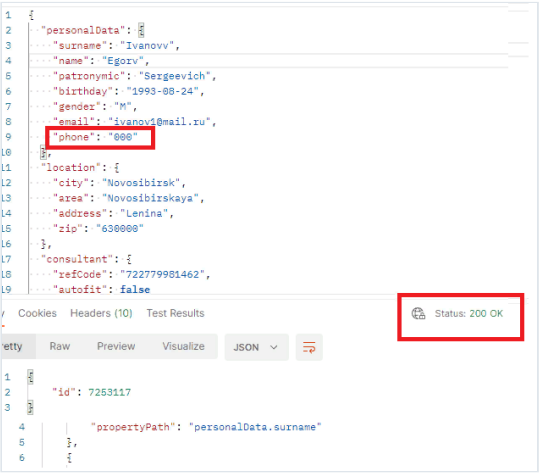 1 {
2 "personalData": {
3 "surname": "Ivanovv",
4 "name": "Egorv",
5 "patronymic": "Sergeevich",
6 "birthday": "1993-08-24",
7 "gender": "M",
8 "email": "ivanov1@mail.ru",
9 "phone": "000"
10 },
11 "location": {
12 "city": "Novosibirsk",
13 "area": "Novosibirskaya",
14 "address": "Lenina",
15 "zip": "630000"
16 },
17 "consultant": {
18 "refCode": "722779981462",
19 "autofit": false
y Cookies Headers (10) Test Results Status: 200 OK
retty Raw Preview Visualize JSON
1 {
2 "id": 7253117
3 }
4 "propertyPath": "personalData.surname"
5 },
6 {